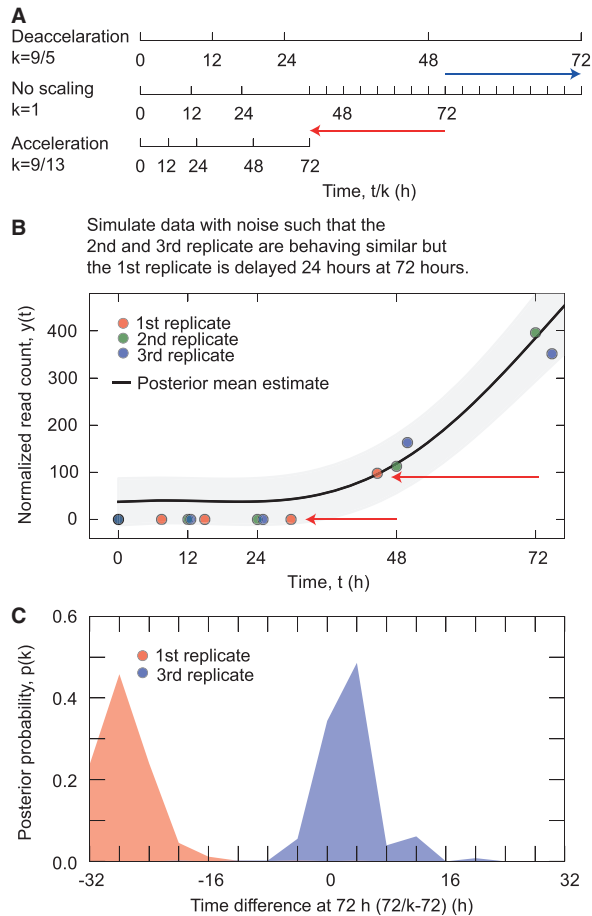 A
Deaccelaration
k=9/5
0 12 24 48 72
No scaling
k=1
0 12 24 48 72
Acceleration
k=9/13
0 12 24 48 72
Time, t/k (h)
B
Simulate data with noise such that the
2nd and 3rd replicate are behaving similar but
the 1st replicate is delayed 24 hours at 72 hours.
Normalized read count, y(t)
400
300
200
100
0
1st replicate
2nd replicate
3rd replicate
Posterior mean estimate
0 12 24 48 72
Time, t (h)
C
Posterior probability, p(k)
0.6
0.4
0.2
0.0
1st replicate
3rd replicate
-32 -16 0 16 32
Time difference at 72 h (72/k-72) (h)